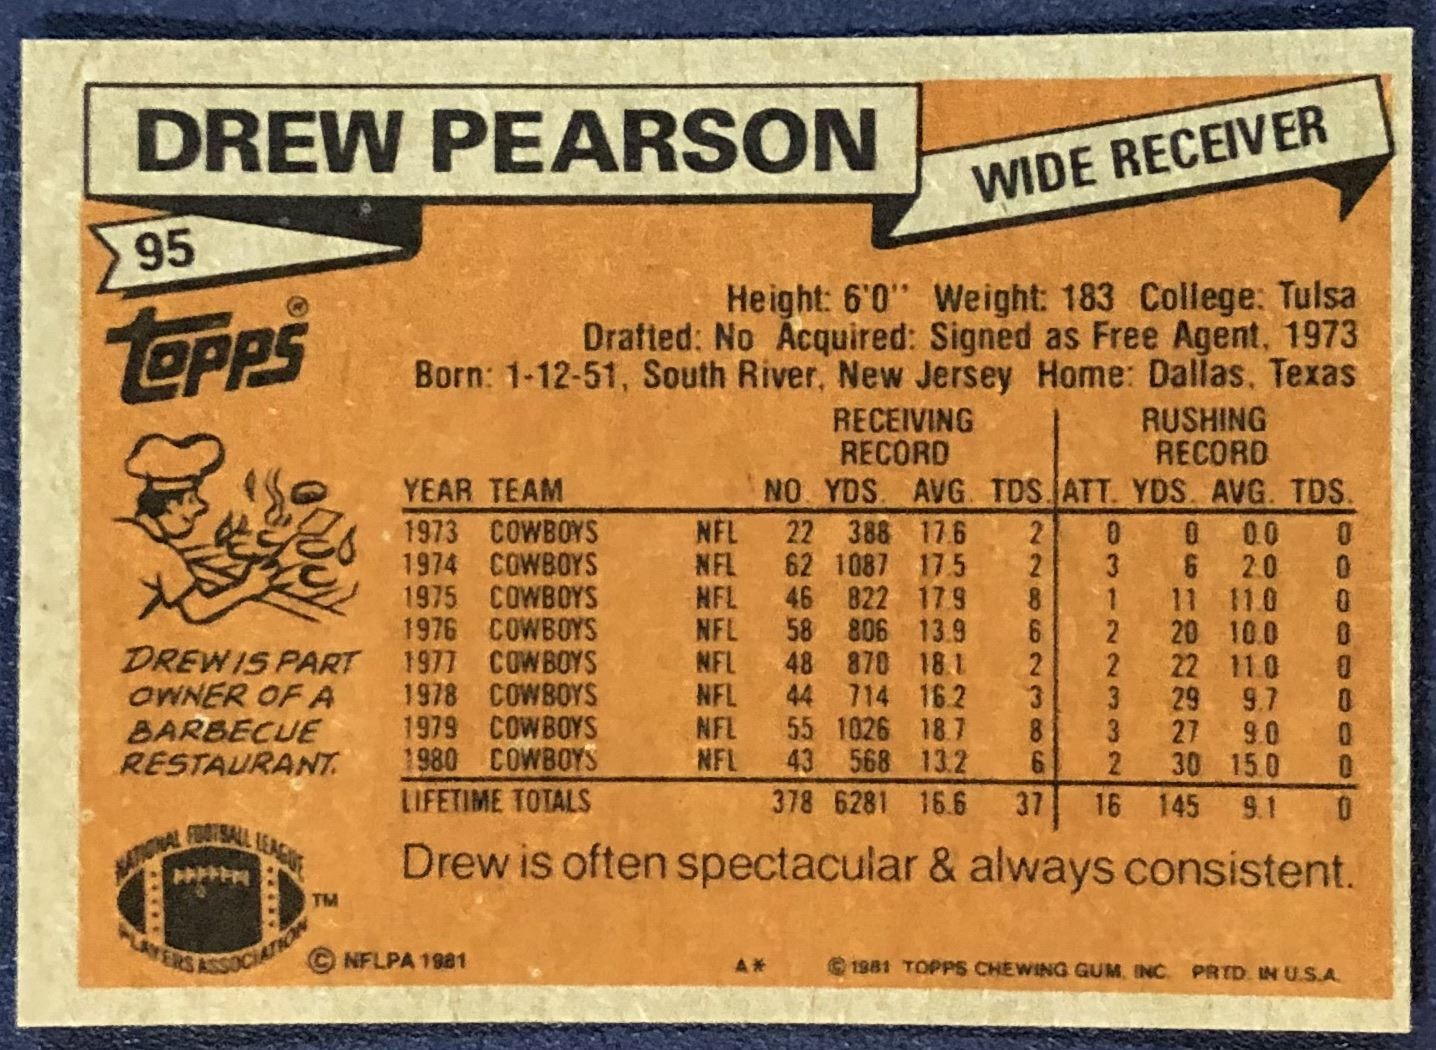 DREW PEARSON
WIDE RECEIVER
95
TOPPS®
Height: 6'0" Weight: 183 College: Tulsa
Drafted: No Acquired: Signed as Free Agent, 1973
Born: 1-12-51, South River, New Jersey Home: Dallas, Texas
RECEIVING RECORD RUSHING RECORD
YEAR TEAM NO. YDS. AVG. TDS. ATT. YDS. AVG. TDS.
1973 COWBOYS NFL 22 388 17.6 2 0 0 0.0 0
1974 COWBOYS NFL 62 1087 17.5 2 3 6 2.0 0
1975 COWBOYS NFL 46 822 17.9 8 1 11 11.0 0
1976 COWBOYS NFL 58 806 13.9 6 2 20 10.0 0
1977 COWBOYS NFL 48 870 18.1 2 2 22 11.0 0
1978 COWBOYS NFL 44 714 16.2 3 3 29 9.7 0
1979 COWBOYS NFL 55 1026 18.7 8 3 27 9.0 0
1980 COWBOYS NFL 43 568 13.2 6 2 30 15.0 0
LIFETIME TOTALS 378 6281 16.6 37 16 145 9.1 0
DREW IS PART
OWNER OF A
BARBECUE
RESTAURANT.
Drew is often spectacular & always consistent.
NATIONAL FOOTBALL LEAGUE
PLAYERS ASSOCIATION
TM
© NFLPA 1981
A*
© 1981 TOPPS CHEWING GUM, INC. PRTD. IN U.S.A.